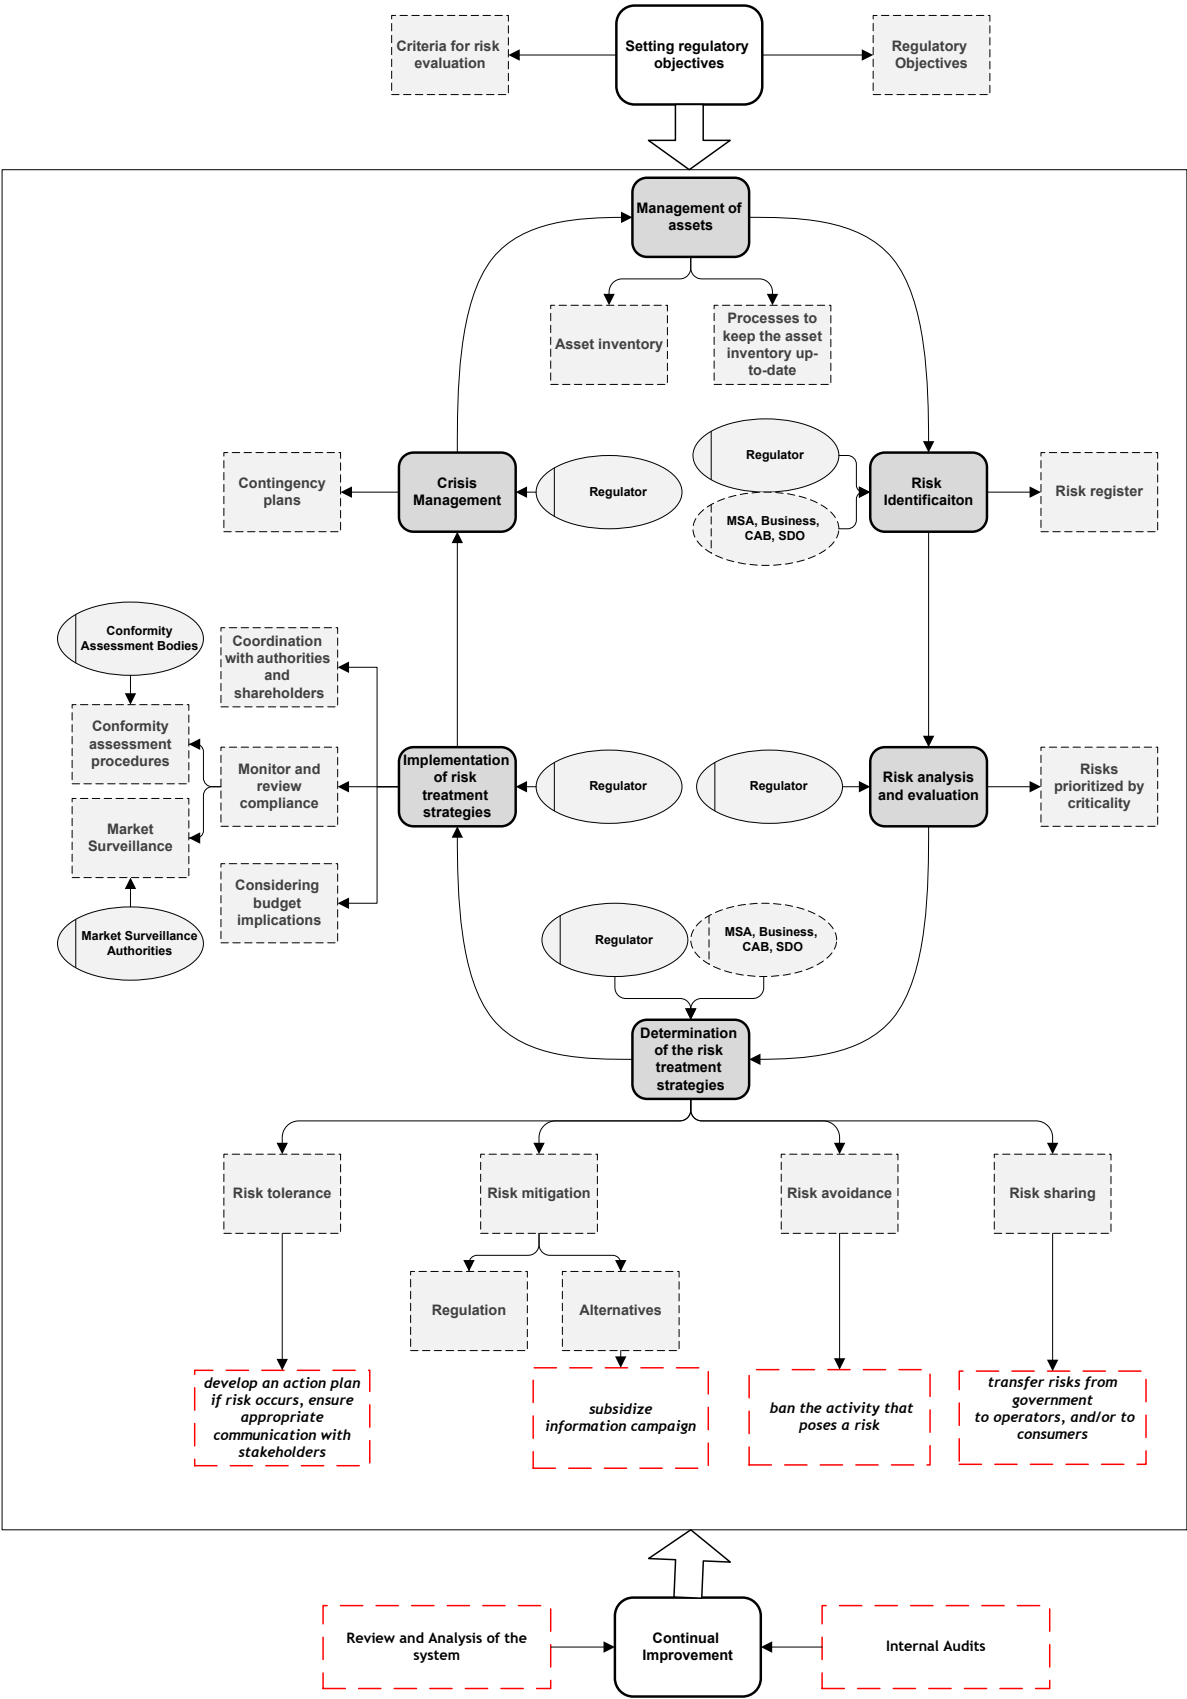 Criteria for risk
evaluation
Setting regulatory
objectives
Regulatory
Objectives
Management of
assets
Asset inventory
Processes to
keep the asset
inventory up-
to-date
Contingency
plans
Crisis
Management
Regulator
Regulator
MSA, Business,
CAB, SDO
Risk
Identificaiton
Risk register
Conformity
Assessment Bodies
Coordination
with authorities
and
shareholders
Conformity
assessment
procedures
Monitor and
review
compliance
Implementation
of risk
treatment
strategies
Regulator
Regulator
Risk analysis
and evaluation
Risks
prioritized by
criticality
Market
Surveillance
Considering
budget
implications
Market Surveillance
Authorities
Regulator
MSA, Business,
CAB, SDO
Determination
of the risk
treatment
strategies
Risk tolerance
Risk mitigation
Risk avoidance
Risk sharing
Regulation
Alternatives
develop an action plan
if risk occurs, ensure
appropriate
communication with
stakeholders
subsidize
information campaign
ban the activity that
poses a risk
transfer risks from
government
to operators, and/or to
consumers
Review and Analysis of the
system
Continual
Improvement
Internal Audits